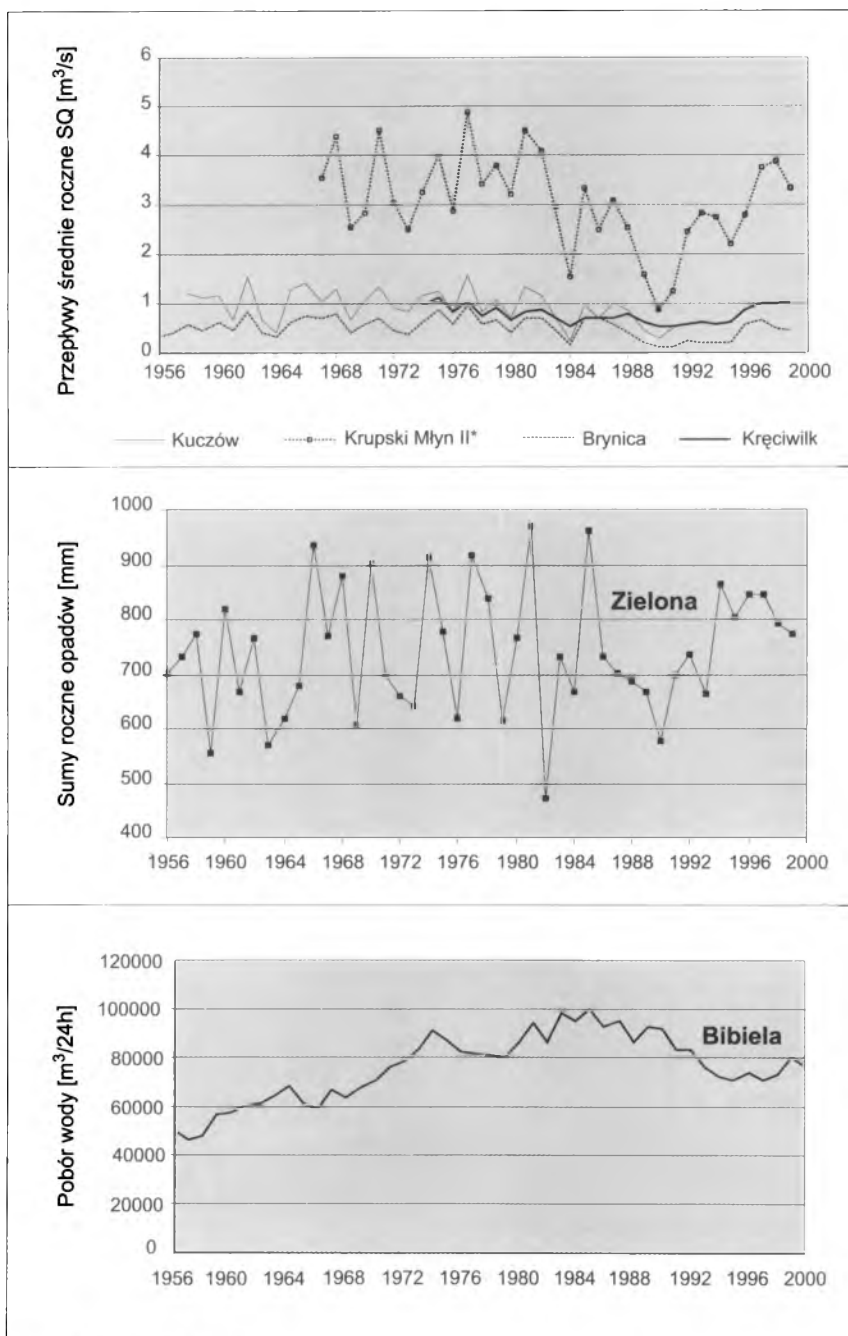 Przepływy średnie roczne SQ [m³/s]
6
5
4
3
2
1
0
1956 1960 1964 1968 1972 1976 1980 1984 1988 1992 1996 2000
Kuczów Krupski Młyn II* Brynica Kręciwilk
Sumy roczne opadów [mm]
1000
900
800
700
600
500
400
Zielona
1956 1960 1964 1968 1972 1976 1980 1984 1988 1992 1996 2000
Pobór wody [m³/24h]
120000
100000
80000
60000
40000
20000
0
Bibiela
1956 1960 1964 1968 1972 1976 1980 1984 1988 1992 1996 2000